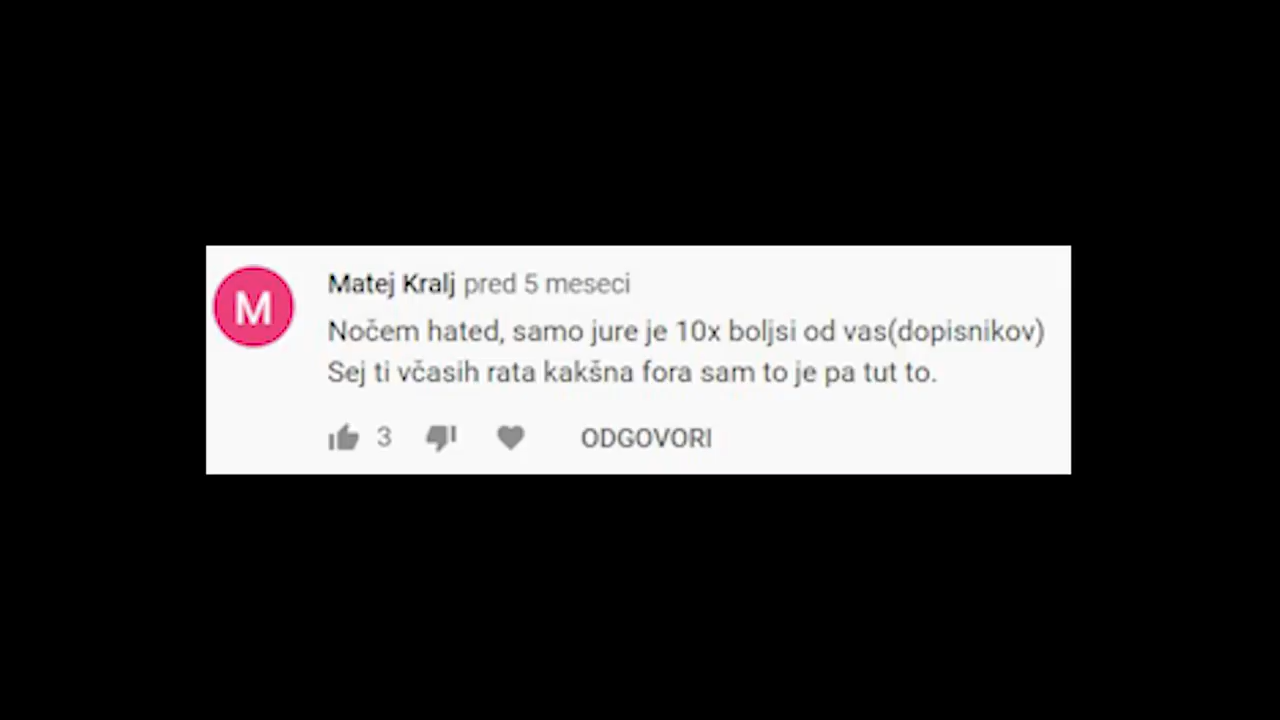 M
Matej Kralj pred 5 meseci
Nočem hated, samo jure je 10x boljsi od vas(dopisnikov)
Sej ti včasih rata kakšna fora sam to je pa tut to.
3 ODGOVORI